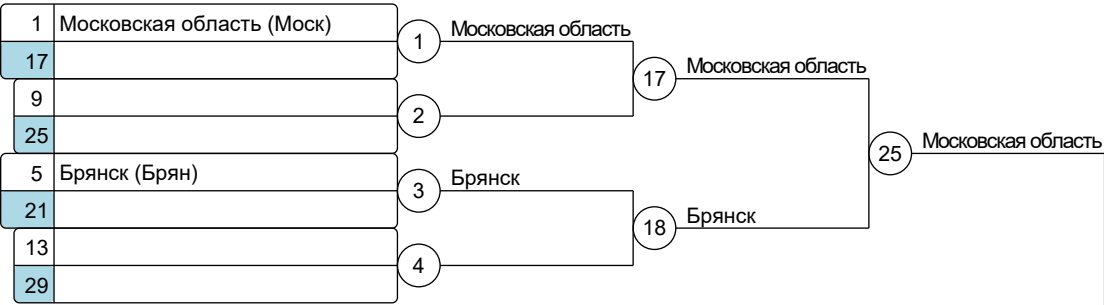 1 Московская область (Моск)
17
9
25
5 Брянск (Брян)
21
13
29
1 Московская область
2
3 Брянск
4
17 Московская область
18 Брянск
25 Московская область